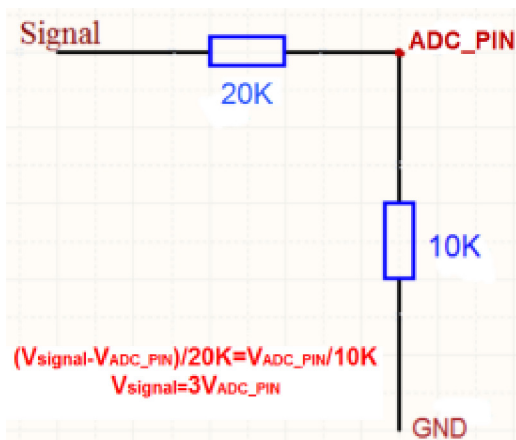 Signal
ADC_PIN
20K
10K
(Vsignal-VADC_PIN)/20K=VADC_PIN/10K
Vsignal=3VADC_PIN
GND